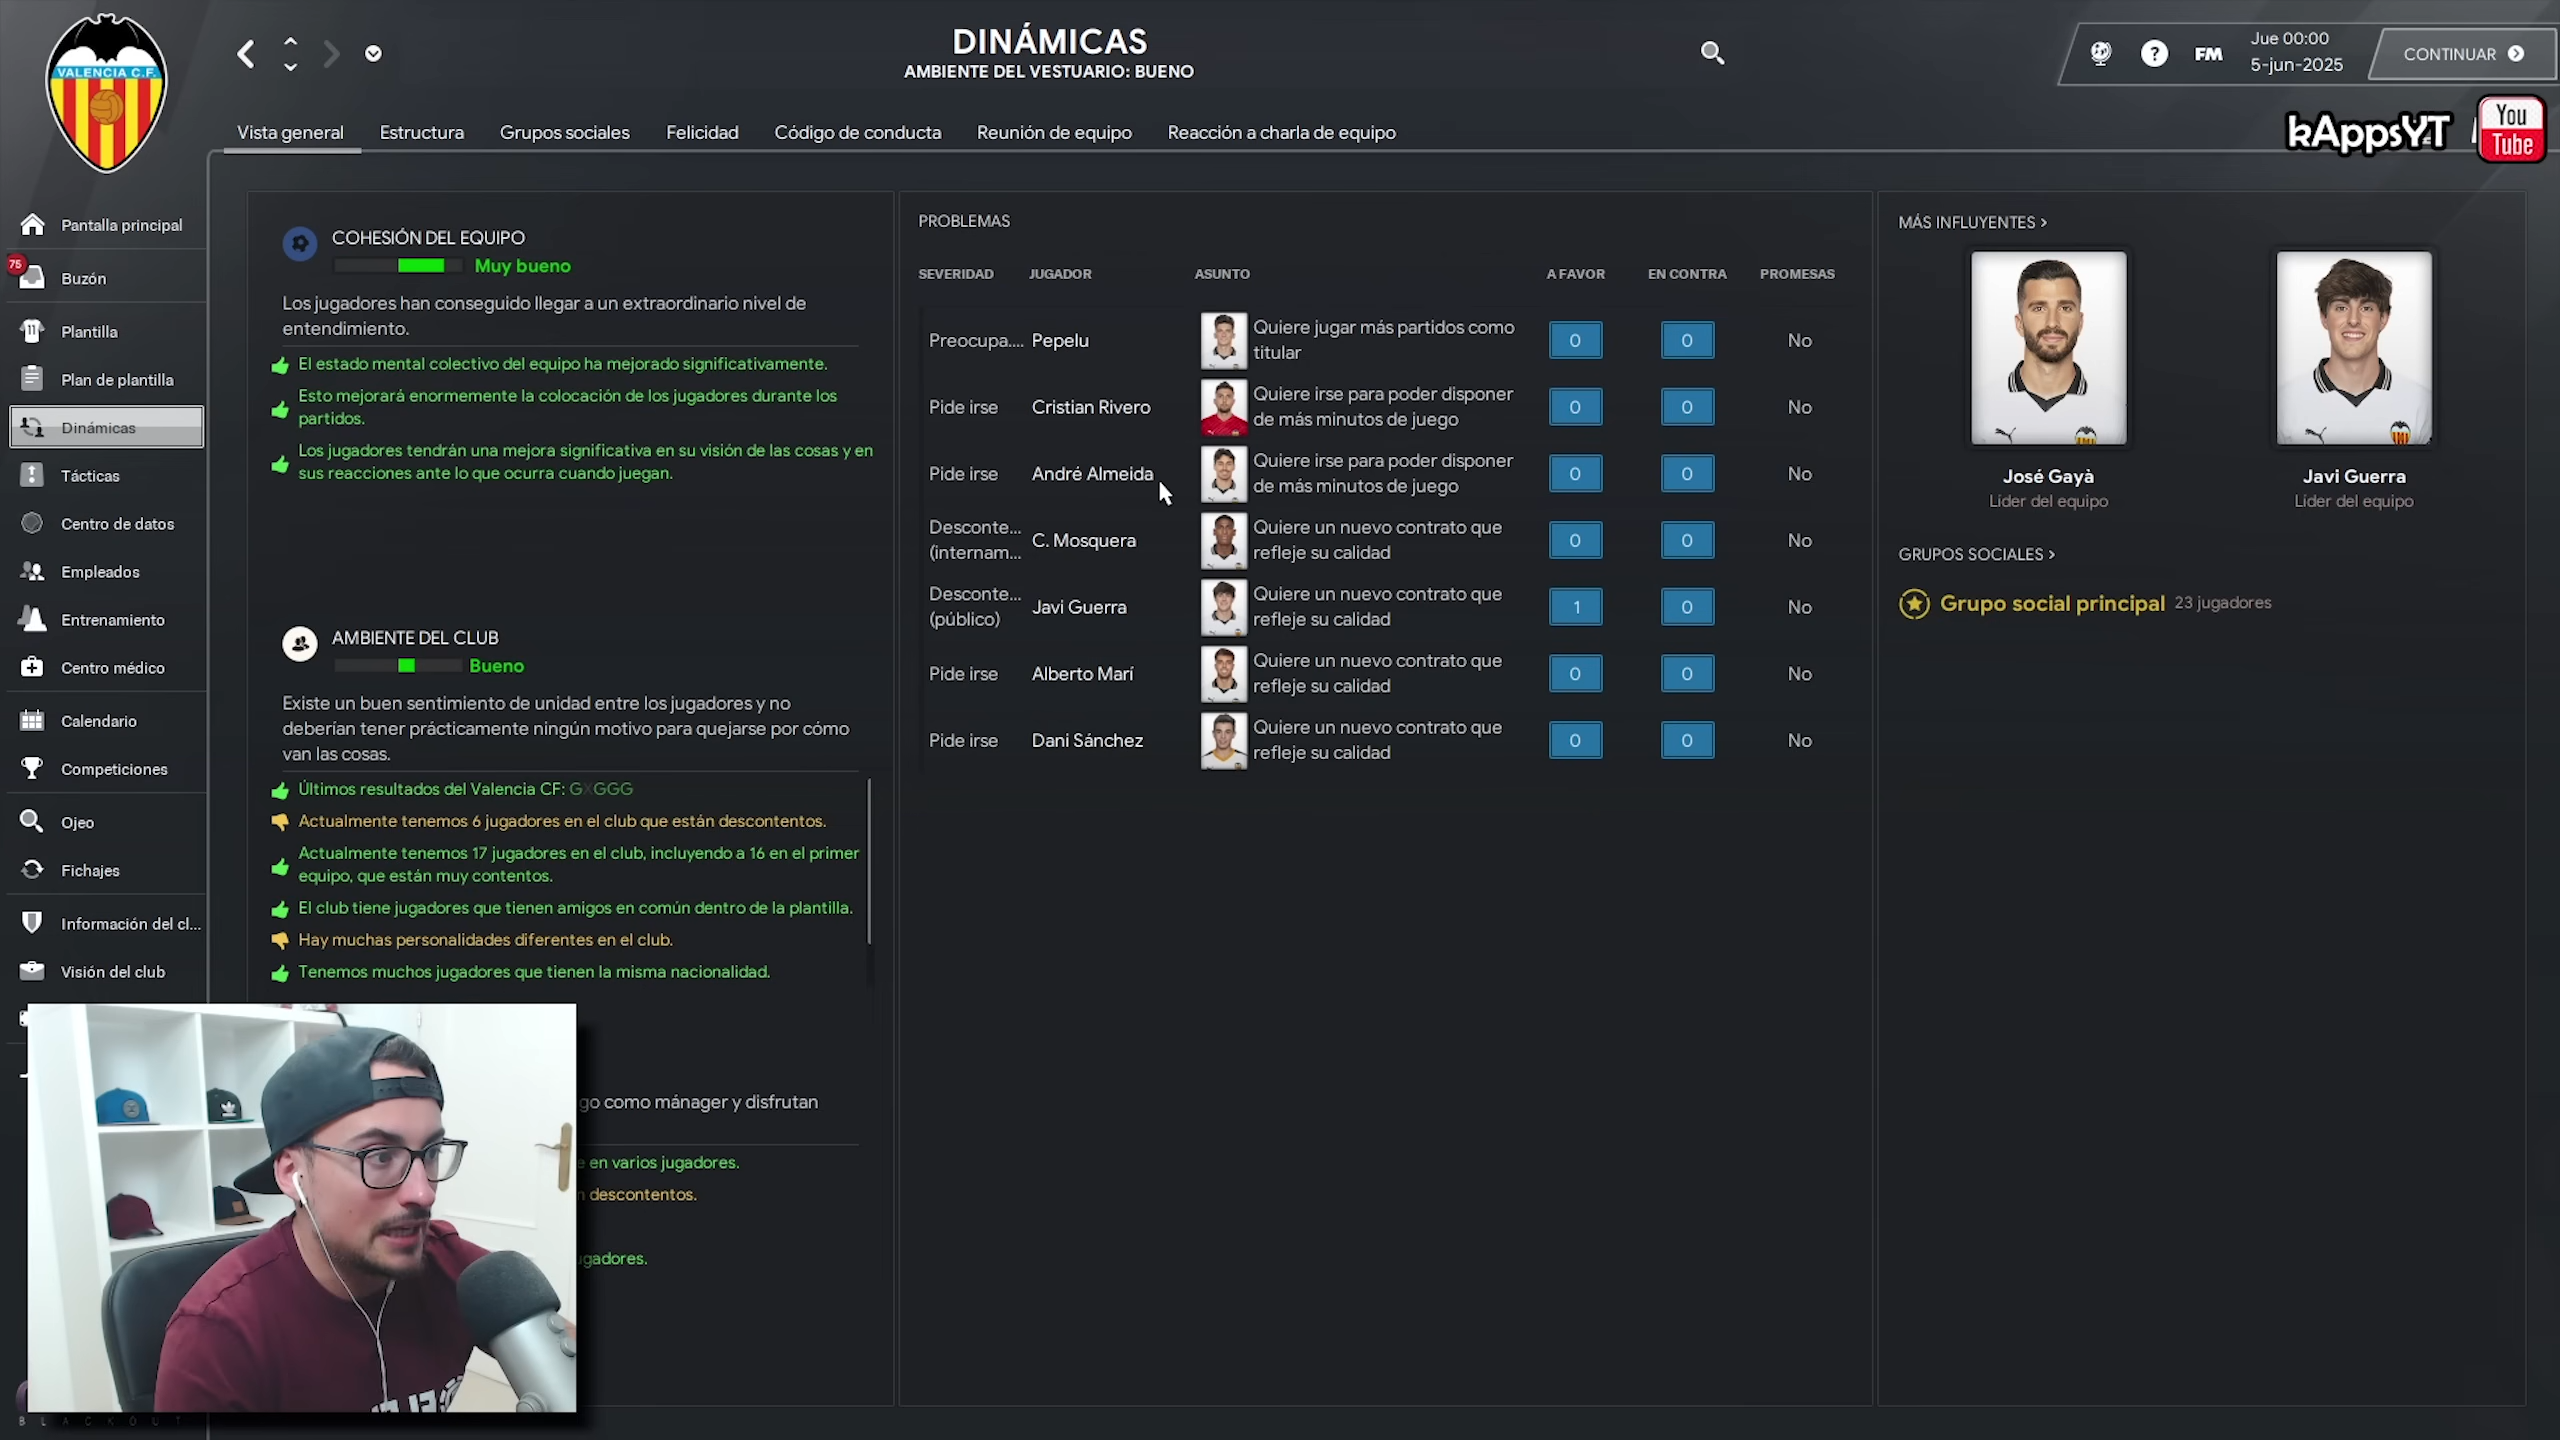 VALENCIA C.F.
DINÁMICAS
AMBIENTE DEL VESTUARIO: BUENO
FM
Jue 00:00
5-jun-2025
CONTINUAR
kAppsYT
You
Tube
Vista general
Estructura
Grupos sociales
Felicidad
Código de conducta
Reunión de equipo
Reacción a charla de equipo
Pantalla principal
75
Buzón
11
Plantilla
Plan de plantilla
Dinámicas
Tácticas
Centro de datos
Empleados
Entrenamiento
Centro médico
Calendario
Competiciones
Ojeo
Fichajes
Información del cl...
Visión del club
COHESIÓN DEL EQUIPO
Muy bueno
Los jugadores han conseguido llegar a un extraordinario nivel de
entendimiento.
El estado mental colectivo del equipo ha mejorado significativamente.
Esto mejorará enormemente la colocación de los jugadores durante los
partidos.
Los jugadores tendrán una mejora significativa en su visión de las cosas y en
sus reacciones ante lo que ocurra cuando juegan.
AMBIENTE DEL CLUB
Bueno
Existe un buen sentimiento de unidad entre los jugadores y no
deberían tener prácticamente ningún motivo para quejarse por cómo
van las cosas.
Últimos resultados del Valencia CF: GXGGG
Actualmente tenemos 6 jugadores en el club que están descontentos.
Actualmente tenemos 17 jugadores en el club, incluyendo a 16 en el primer
equipo, que están muy contentos.
El club tiene jugadores que tienen amigos en común dentro de la plantilla.
Hay muchas personalidades diferentes en el club.
Tenemos muchos jugadores que tienen la misma nacionalidad.
go como mánager y disfrutan
en varios jugadores.
descontentos.
ugadores.
BLACKOUT
PROBLEMAS
SEVERIDAD JUGADOR ASUNTO A FAVOR EN CONTRA PROMESAS
Preocupa.... Pepelu Quiere jugar más partidos como titular 0 0 No
Pide irse Cristian Rivero Quiere irse para poder disponer de más minutos de juego 0 0 No
Pide irse André Almeida Quiere irse para poder disponer de más minutos de juego 0 0 No
Desconte... (internam... C. Mosquera Quiere un nuevo contrato que refleje su calidad 0 0 No
Desconte... (público) Javi Guerra Quiere un nuevo contrato que refleje su calidad 1 0 No
Pide irse Alberto Marí Quiere un nuevo contrato que refleje su calidad 0 0 No
Pide irse Dani Sánchez Quiere un nuevo contrato que refleje su calidad 0 0 No
MÁS INFLUYENTES >
José Gayà
Líder del equipo
Javi Guerra
Líder del equipo
GRUPOS SOCIALES >
Grupo social principal 23 jugadores